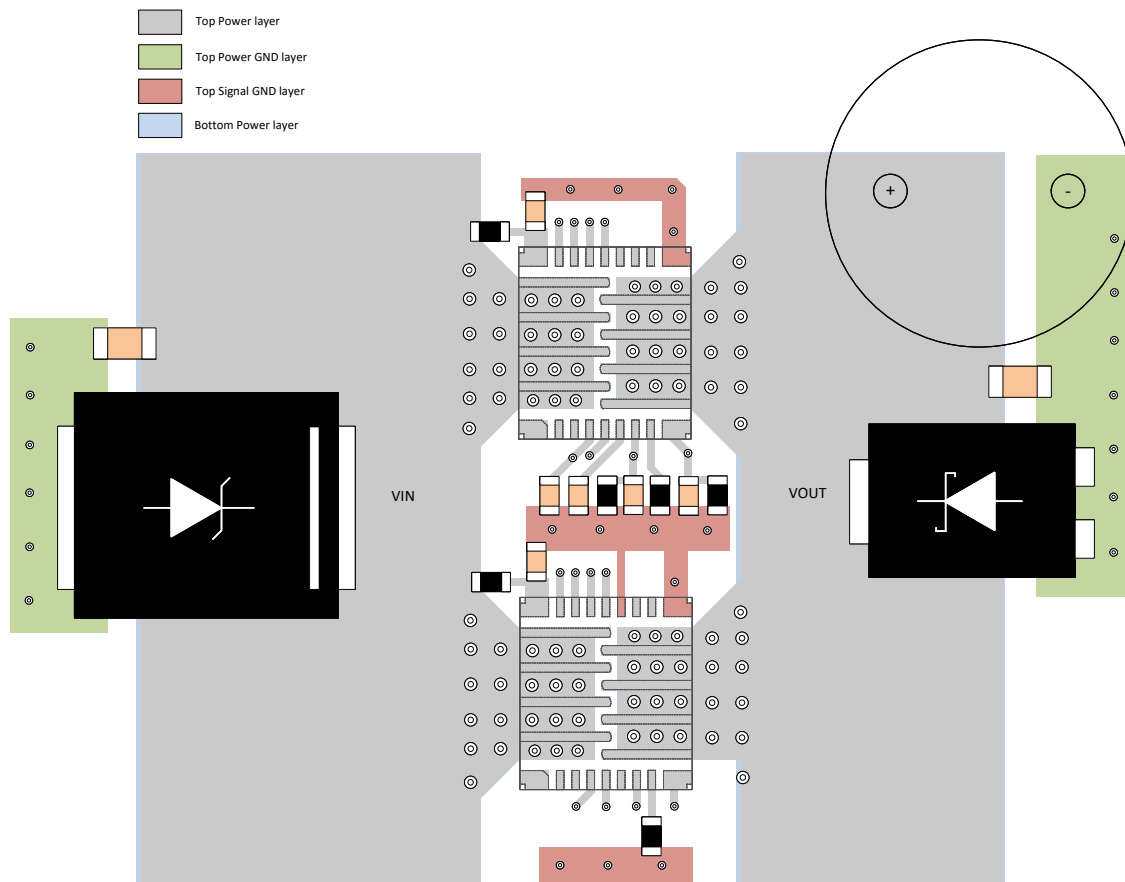 Top Power layer
Top Power GND layer
Top Signal GND layer
Bottom Power layer
+
-
VIN
VOUT